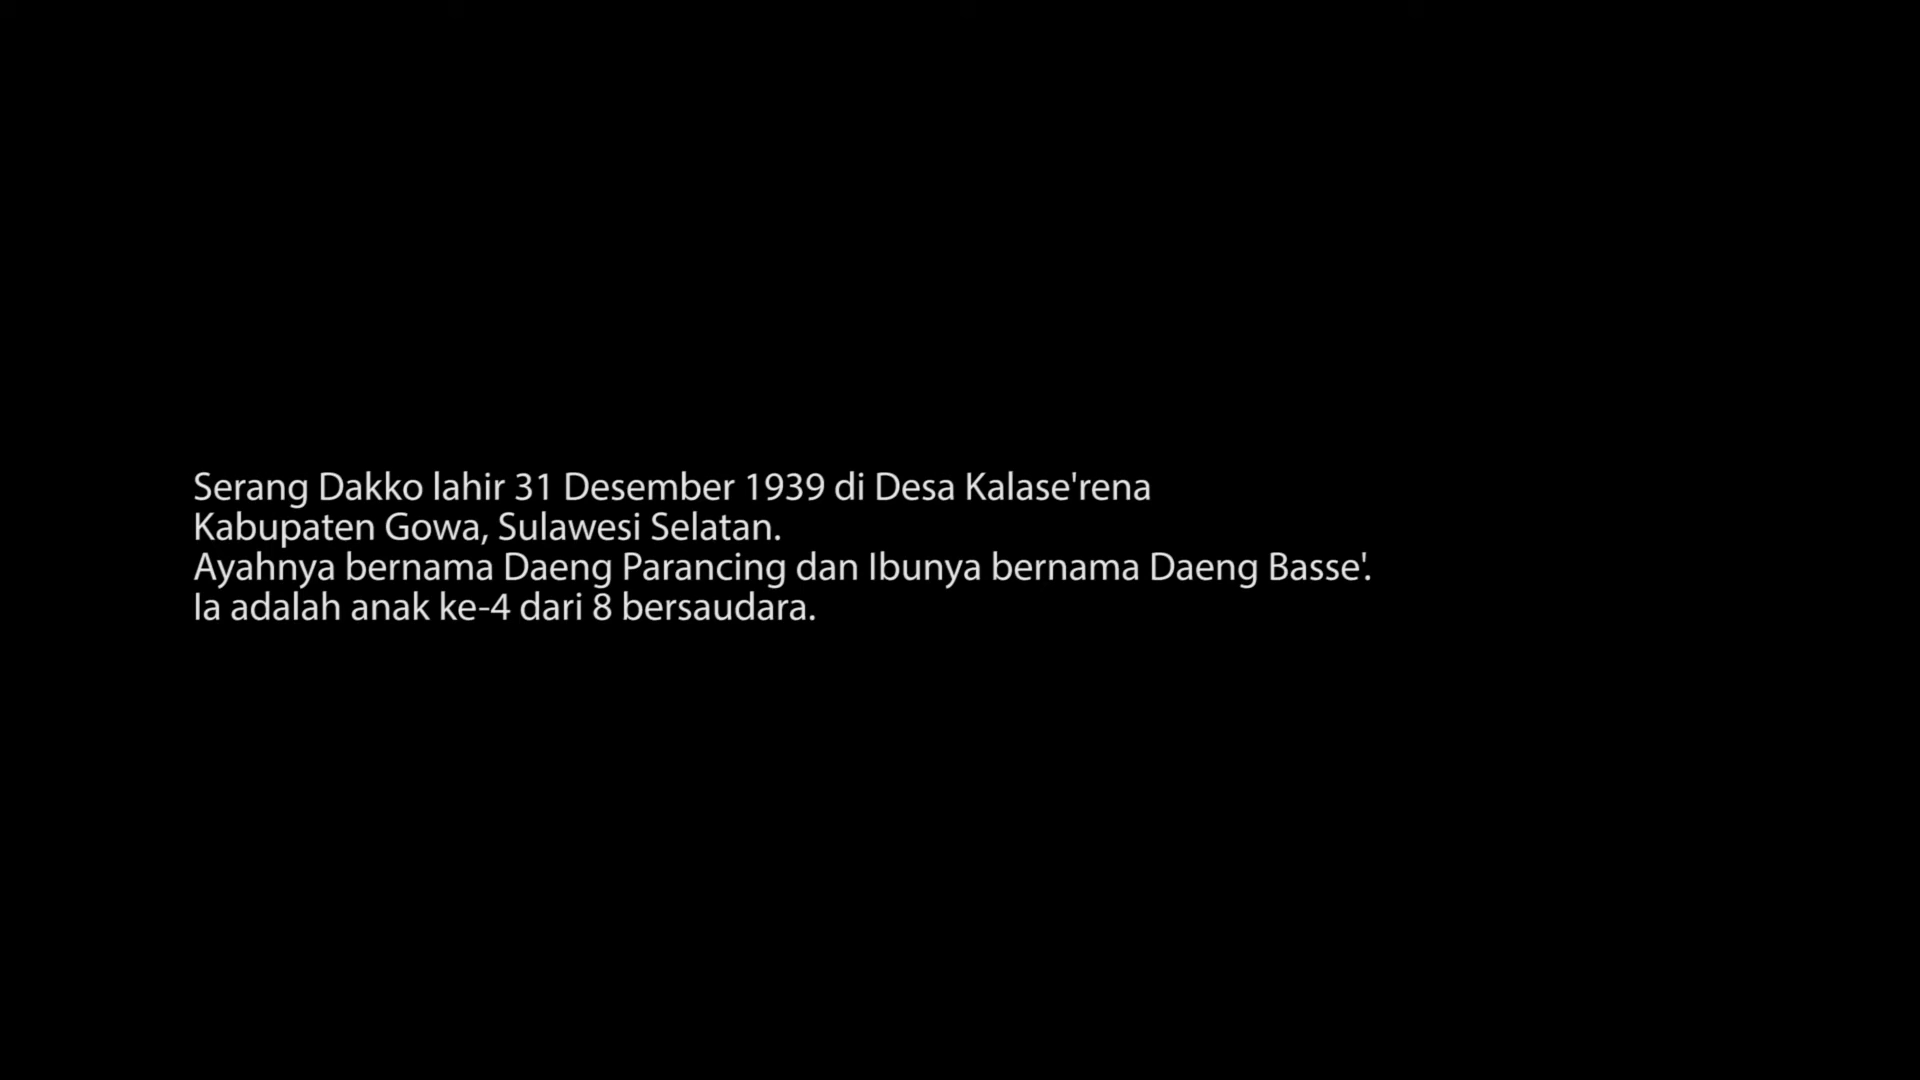 Serang Dakko lahir 31 Desember 1939 di Desa Kalase'rena
Kabupaten Gowa, Sulawesi Selatan.
Ayahnya bernama Daeng Parancing dan Ibunya bernama Daeng Basse'.
Ia adalah anak ke-4 dari 8 bersaudara.